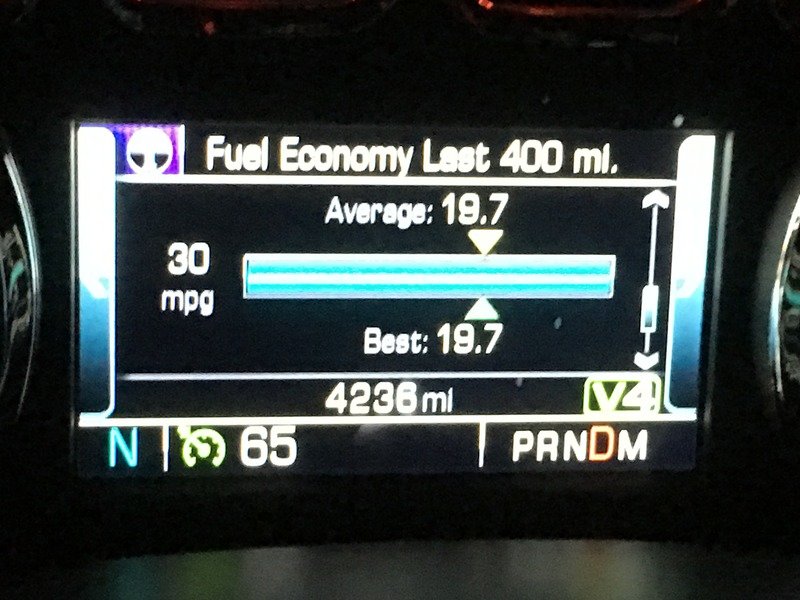 Fuel Economy Last 400 mi.
Average: 19.7
30
mpg
Best: 19.7
4236 mi V4
N 65 PRNDM